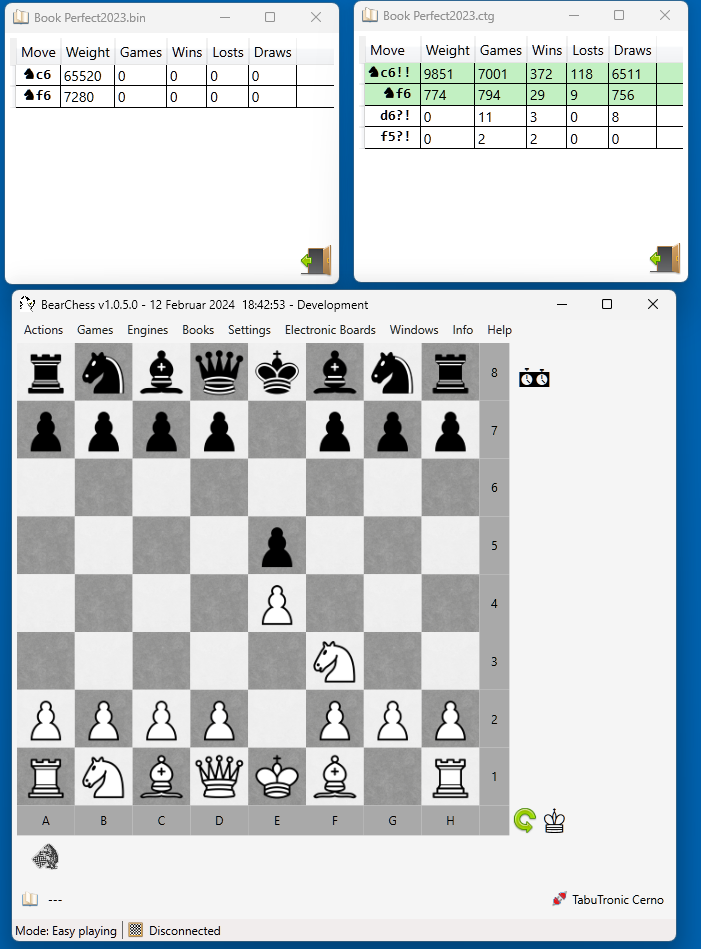 Book Perfect2023.bin
Move Weight Games Wins Losts Draws
♞c6 65520 0 0 0 0
♞f6 7280 0 0 0 0
Book Perfect2023.ctg
Move Weight Games Wins Losts Draws
♞c6!! 9851 7001 372 118 6511
♞f6 774 794 29 9 756
d6?! 0 11 3 0 8
f5?! 0 2 2 0 0
BearChess v1.0.5.0 - 12 Februar 2024 18:42:53 - Development
Actions Games Engines Books Settings Electronic Boards Windows Info Help
8
7
6
5
4
3
2
1
A B C D E F G H
---
TabuTronic Cerno
Mode: Easy playing Disconnected